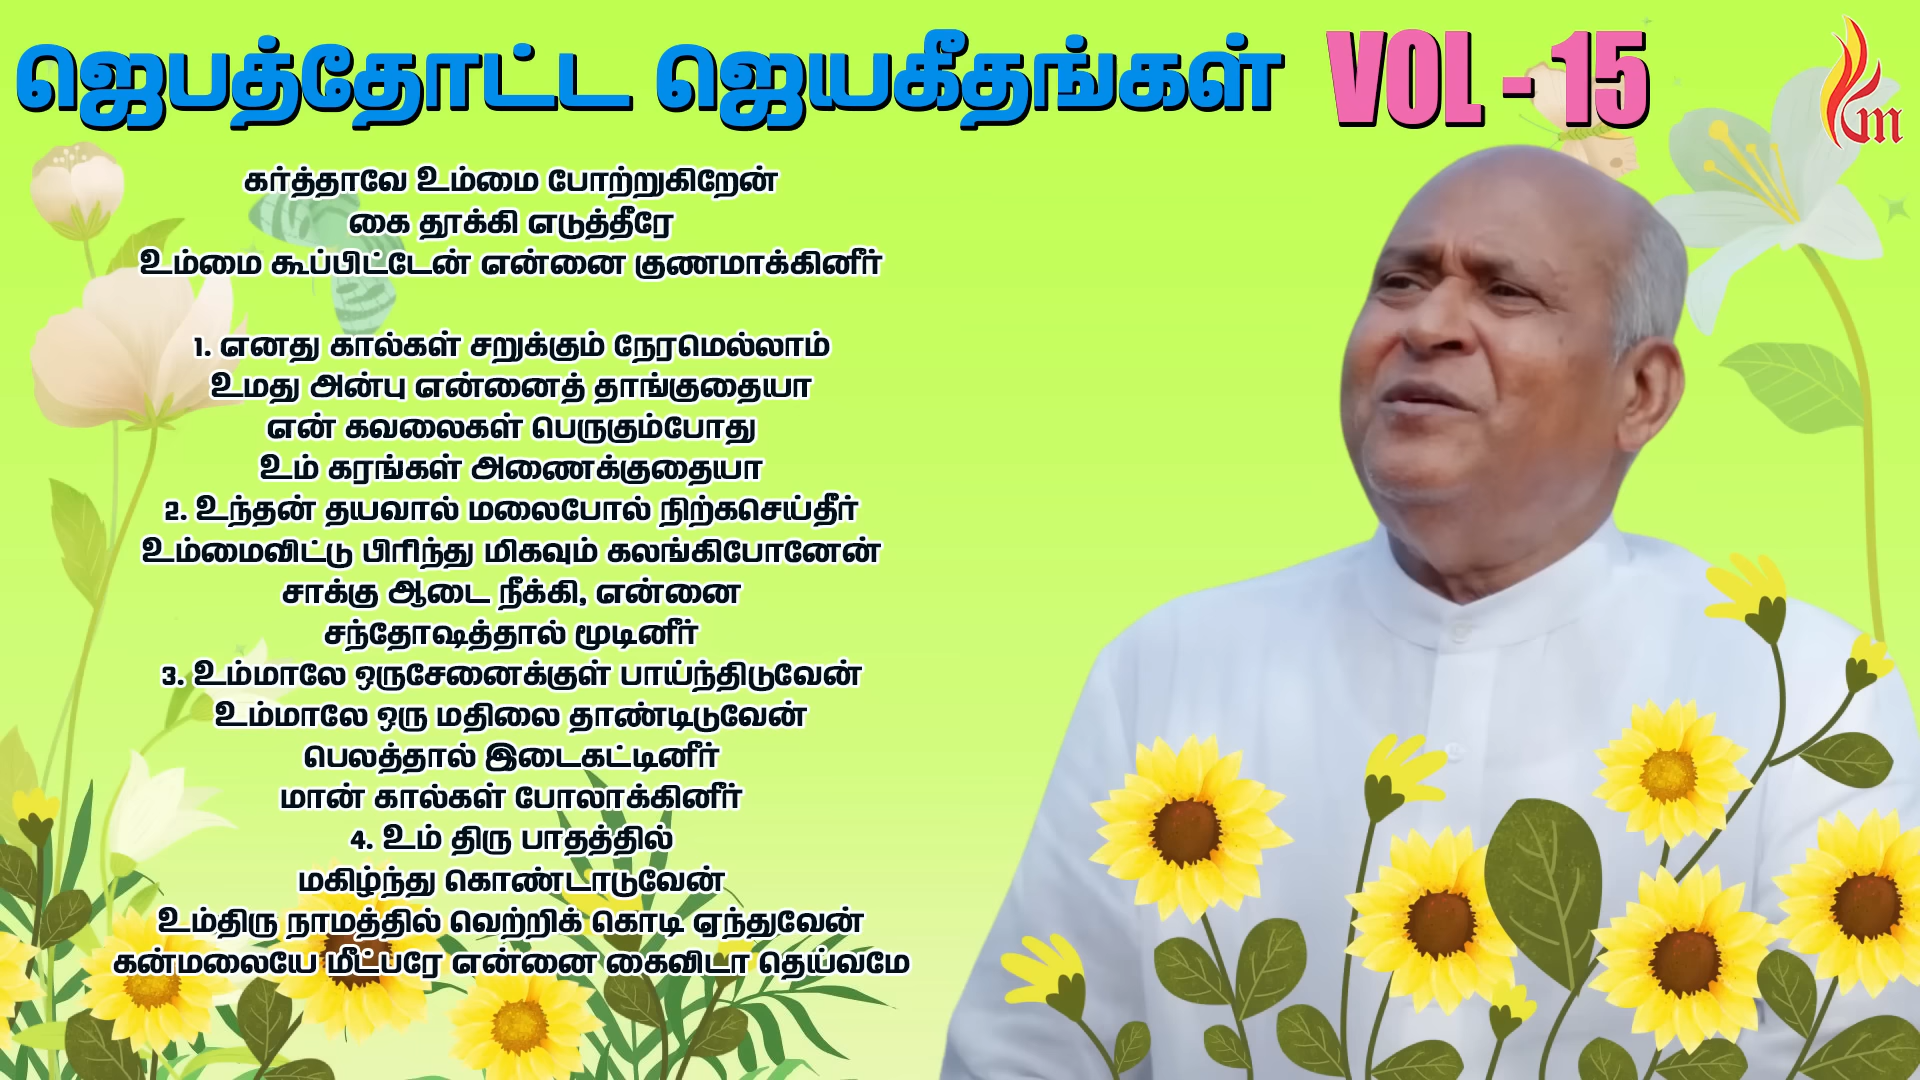 ஜெபத்தோட்ட ஜெயகீதங்கள் VOL - 15
கர்த்தாவே உம்மை போற்றுகிறேன்
கை தூக்கி எடுத்தீரே
உம்மை கூப்பிட்டேன் என்னை குணமாக்கினீர்
1. எனது கால்கள் சறுக்கும் நேரமெல்லாம்
உமது அன்பு என்னைத் தாங்குதையா
என் கவலைகள் பெருகும்போது
உம் கரங்கள் அணைக்குதையா
2. உந்தன் தயவால் மலைபோல் நிற்கசெய்தீர்
உம்மைவிட்டு பிரிந்து மிகவும் கலங்கிபோனேன்
சாக்கு ஆடை நீக்கி, என்னை
சந்தோஷத்தால் மூடினீர்
3. உம்மாலே ஒருசேனைக்குள் பாய்ந்திடுவேன்
உம்மாலே ஒரு மதிலை தாண்டிடுவேன்
பெலத்தால் இடைகட்டினீர்
மான் கால்கள் போலாக்கினீர்
4. உம் திரு பாதத்தில்
மகிழ்ந்து கொண்டாடுவேன்
உம்திரு நாமத்தில் வெற்றிக் கொடி ஏந்துவேன்
கன்மலையே மீட்பரே என்னை கைவிடா தெய்வமே